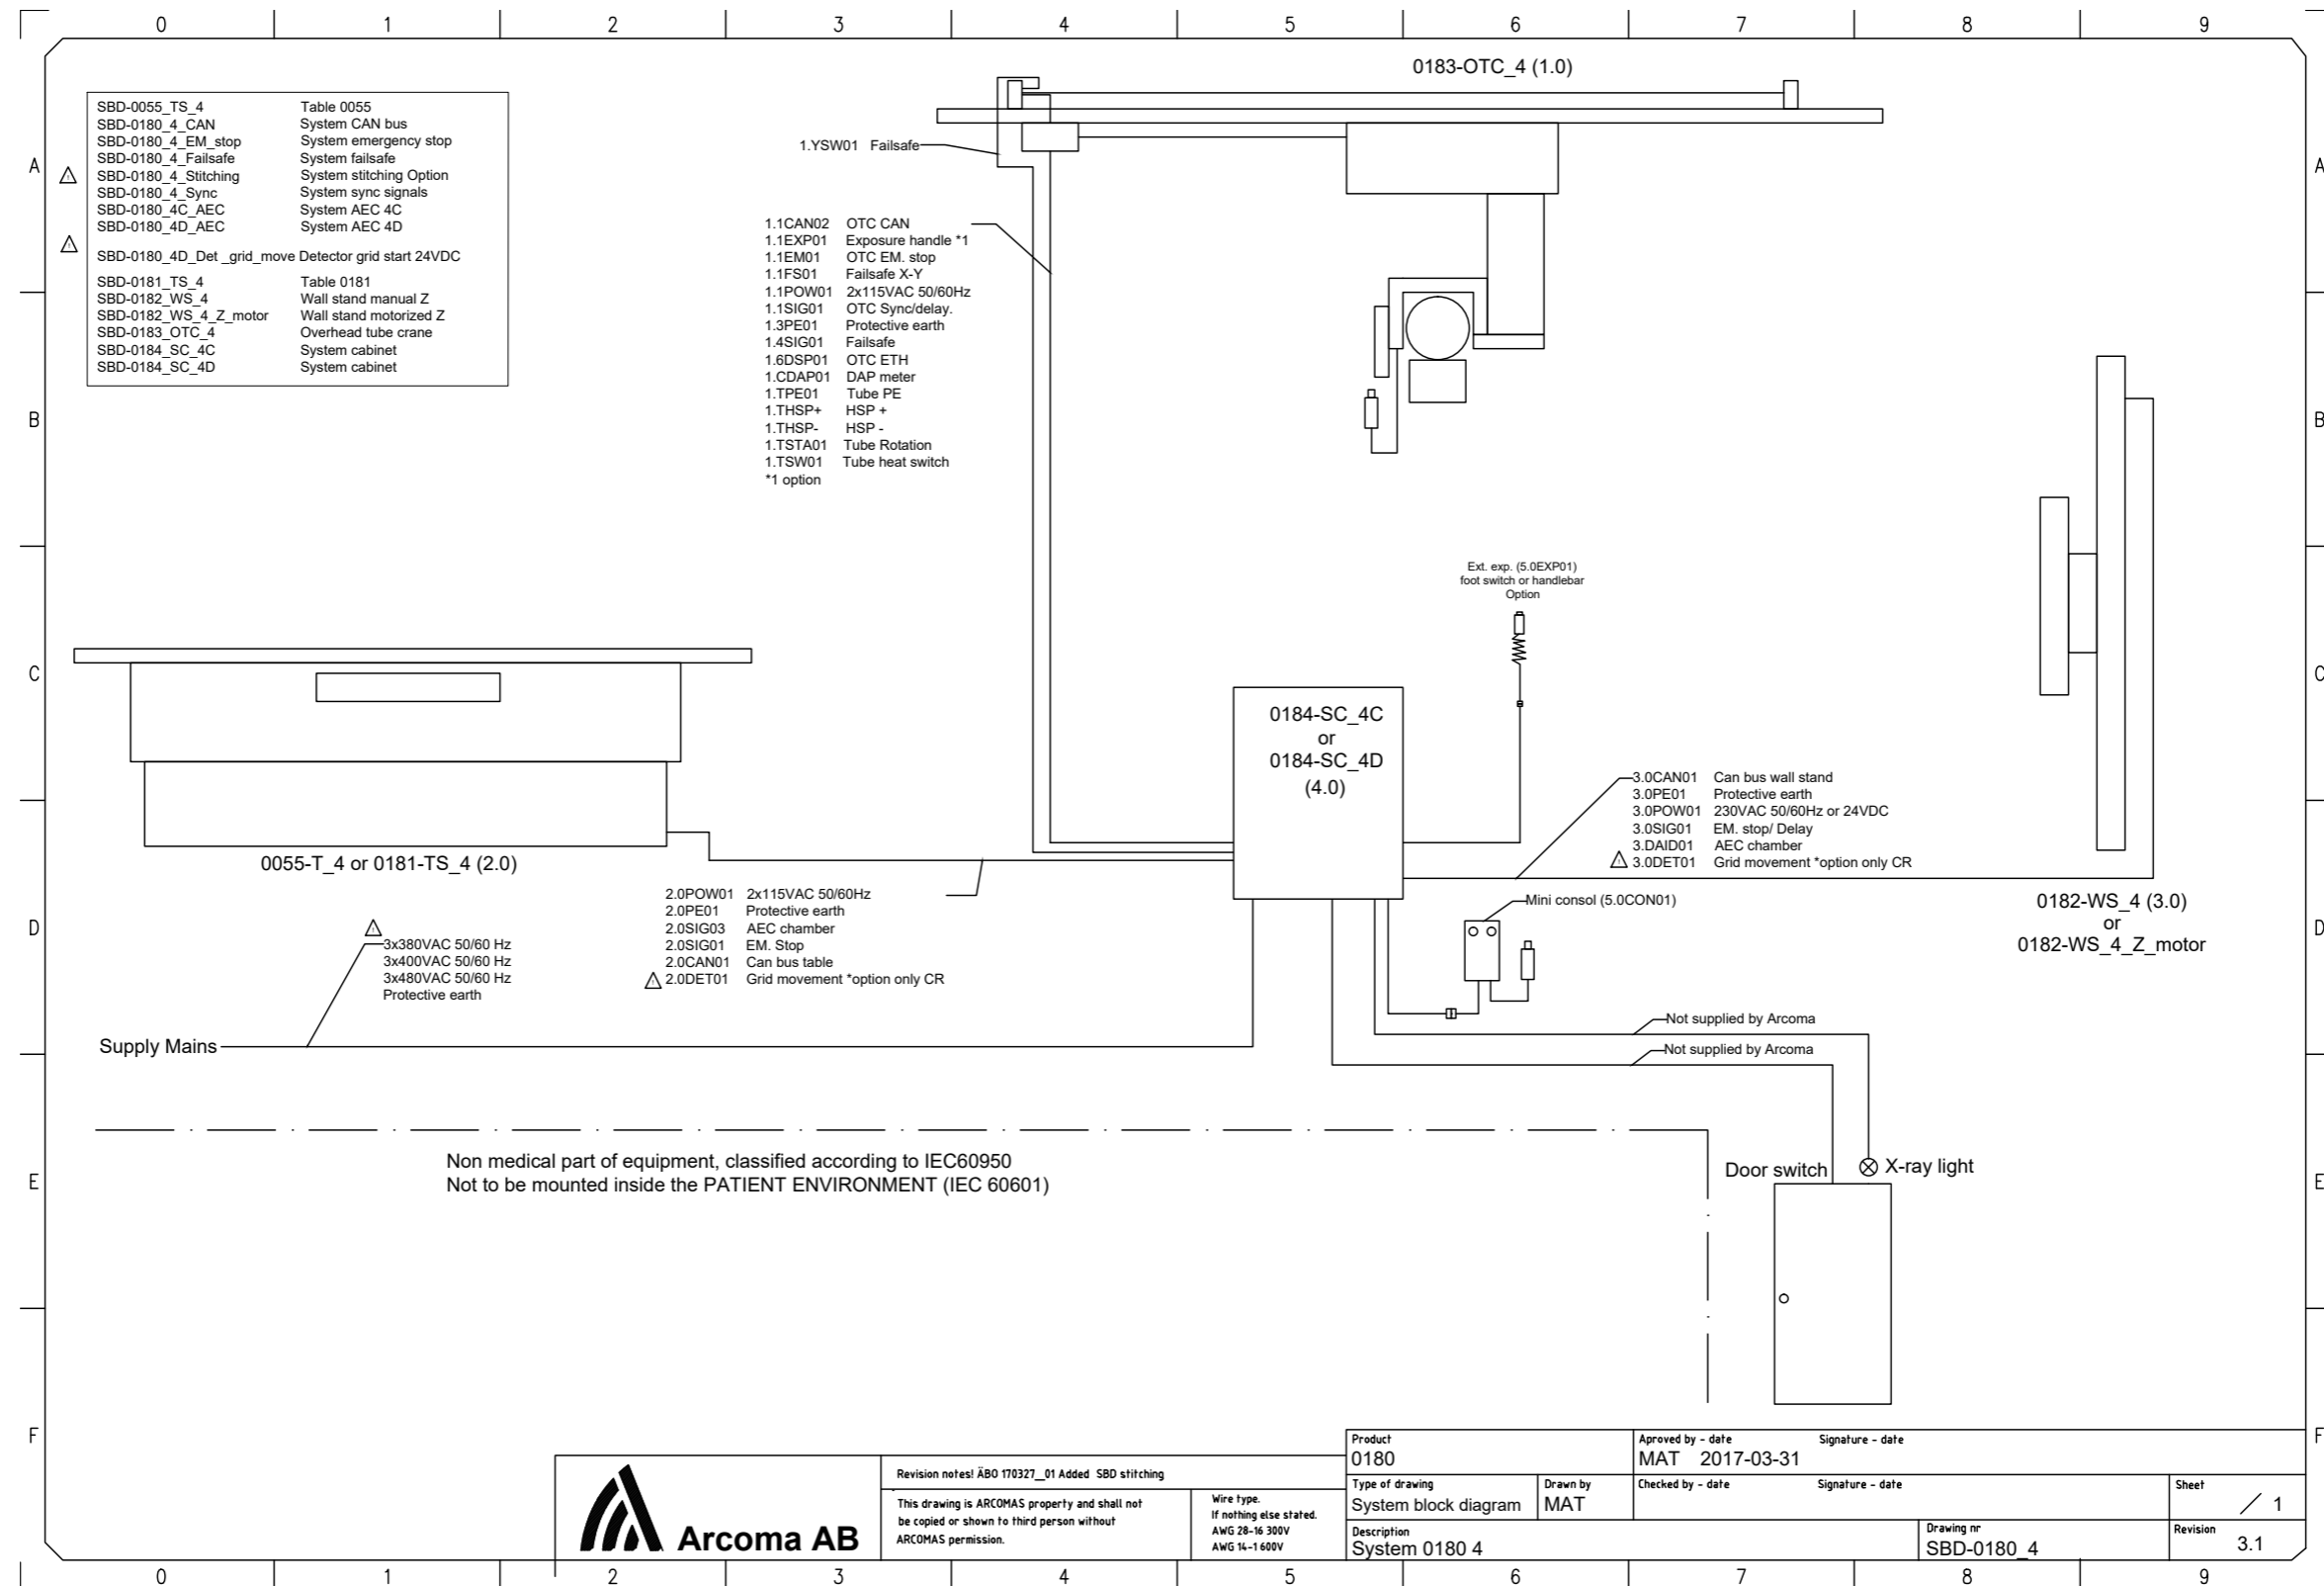 0 1 2 3 4 5 6 7 8 9
0183-OTC_4 (1.0)
SBD-0055_TS_4 Table 0055
SBD-0180_4_CAN System CAN bus
SBD-0180_4_EM_stop System emergency stop
SBD-0180_4_Failsafe System failsafe
SBD-0180_4_Stitching System stitching Option
SBD-0180_4_Sync System sync signals
SBD-0180_4C_AEC System AEC 4C
SBD-0180_4D_AEC System AEC 4D
SBD-0180_4D_Det _grid_move Detector grid start 24VDC
SBD-0181_TS_4 Table 0181
SBD-0182_WS_4 Wall stand manual Z
SBD-0182_WS_4_Z_motor Wall stand motorized Z
SBD-0183_OTC_4 Overhead tube crane
SBD-0184_SC_4C System cabinet
SBD-0184_SC_4D System cabinet
A A
1.YSW01 Failsafe
1.1CAN02 OTC CAN
1.1EXP01 Exposure handle *1
1.1EM01 OTC EM. stop
1.1FS01 Failsafe X-Y
1.1POW01 2x115VAC 50/60Hz
1.1SIG01 OTC Sync/delay.
1.3PE01 Protective earth
1.4SIG01 Failsafe
1.6DSP01 OTC ETH
1.CDAP01 DAP meter
1.TPE01 Tube PE
1.THSP+ HSP +
1.THSP- HSP -
1.TSTA01 Tube Rotation
1.TSW01 Tube heat switch
*1 option
B B
Ext. exp. (5.0EXP01)
foot switch or handlebar
Option
C C
0184-SC_4C
or
0184-SC_4D
(4.0)
3.0CAN01 Can bus wall stand
3.0PE01 Protective earth
3.0POW01 230VAC 50/60Hz or 24VDC
3.0SIG01 EM. stop/ Delay
3.DAID01 AEC chamber
3.0DET01 Grid movement *option only CR
0055-T_4 or 0181-TS_4 (2.0)
2.0POW01 2x115VAC 50/60Hz
2.0PE01 Protective earth
2.0SIG03 AEC chamber
2.0SIG01 EM. Stop
2.0CAN01 Can bus table
2.0DET01 Grid movement *option only CR
Mini consol (5.0CON01)
0182-WS_4 (3.0)
or
0182-WS_4_Z_motor
D D
3x380VAC 50/60 Hz
3x400VAC 50/60 Hz
3x480VAC 50/60 Hz
Protective earth
Supply Mains
Not supplied by Arcoma
Not supplied by Arcoma
Non medical part of equipment, classified according to IEC60950
Not to be mounted inside the PATIENT ENVIRONMENT (IEC 60601)
Door switch X-ray light
E E
F F
Arcoma AB
Revision notes! ÄBO 170327__01 Added SBD stitching
This drawing is ARCOMAS property and shall not
be copied or shown to third person without
ARCOMAS permission.
Wire type.
If nothing else stated.
AWG 28-16 300V
AWG 14-1 600V
Product
0180
Aproved by - date Signature - date
MAT 2017-03-31
Type of drawing
System block diagram
Drawn by
MAT
Checked by - date Signature - date
Sheet
/ 1
Description
System 0180 4
Drawing nr
SBD-0180_4
Revision
3.1
0 1 2 3 4 5 6 7 8 9